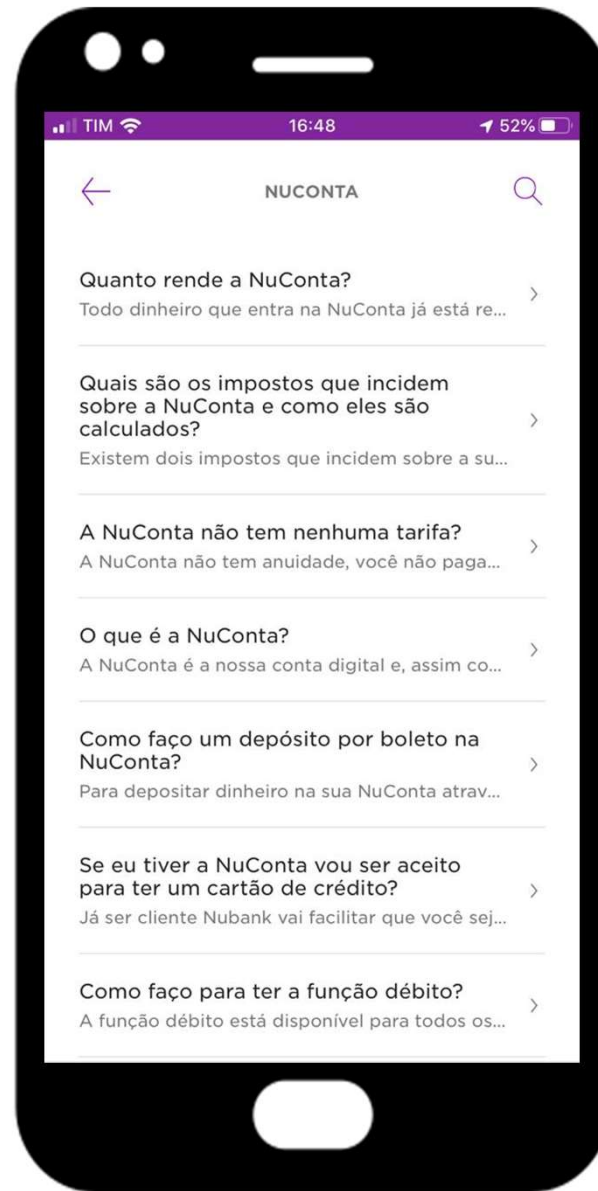 TIM 16:48 52%
NUCONTA
Quanto rende a NuConta?
Todo dinheiro que entra na NuConta já está re...
Quais são os impostos que incidem
sobre a NuConta e como eles são
calculados?
Existem dois impostos que incidem sobre a su...
A NuConta não tem nenhuma tarifa?
A NuConta não tem anuidade, você não paga...
O que é a NuConta?
A NuConta é a nossa conta digital e, assim co...
Como faço um depósito por boleto na
NuConta?
Para depositar dinheiro na sua NuConta atrav...
Se eu tiver a NuConta vou ser aceito
para ter um cartão de crédito?
Já ser cliente Nubank vai facilitar que você sej...
Como faço para ter a função débito?
A função débito está disponível para todos os...